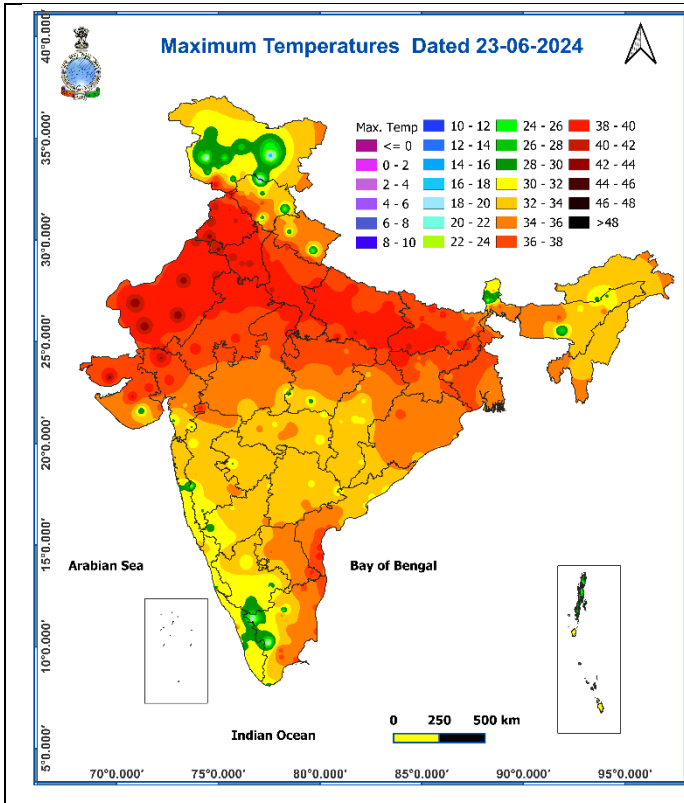 Maximum Temperatures Dated 23-06-2024
40°0.000'
35°0.000'
30°0.000'
25°0.000'
20°0.000'
15°0.000'
10°0.000'
5°0.000'
Max. Temp
<= 0
0 - 2
2 - 4
4 - 6
6 - 8
8 - 10
10 - 12
12 - 14
14 - 16
16 - 18
18 - 20
20 - 22
22 - 24
24 - 26
26 - 28
28 - 30
30 - 32
32 - 34
34 - 36
36 - 38
38 - 40
40 - 42
42 - 44
44 - 46
46 - 48
>48
Arabian Sea
Bay of Bengal
Indian Ocean
0 250 500 km
70°0.000' 75°0.000' 80°0.000' 85°0.000' 90°0.000' 95°0.000'